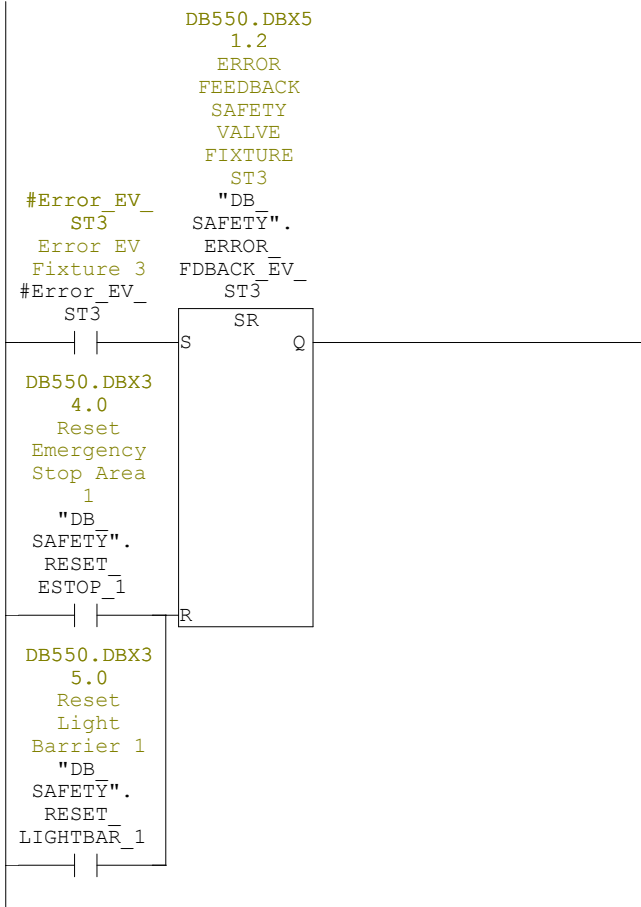 DB550.DBX5
1.2
ERROR
FEEDBACK
SAFETY
VALVE
FIXTURE
ST3
"DB_
SAFETY".
ERROR_
FDBACK_EV_
ST3
#Error_EV_
ST3
Error EV
Fixture 3
#Error_EV_
ST3
SR
S
Q
DB550.DBX3
4.0
Reset
Emergency
Stop Area
1
"DB_
SAFETY".
RESET_
ESTOP_1
R
DB550.DBX3
5.0
Reset
Light
Barrier 1
"DB_
SAFETY".
RESET_
LIGHTBAR_1